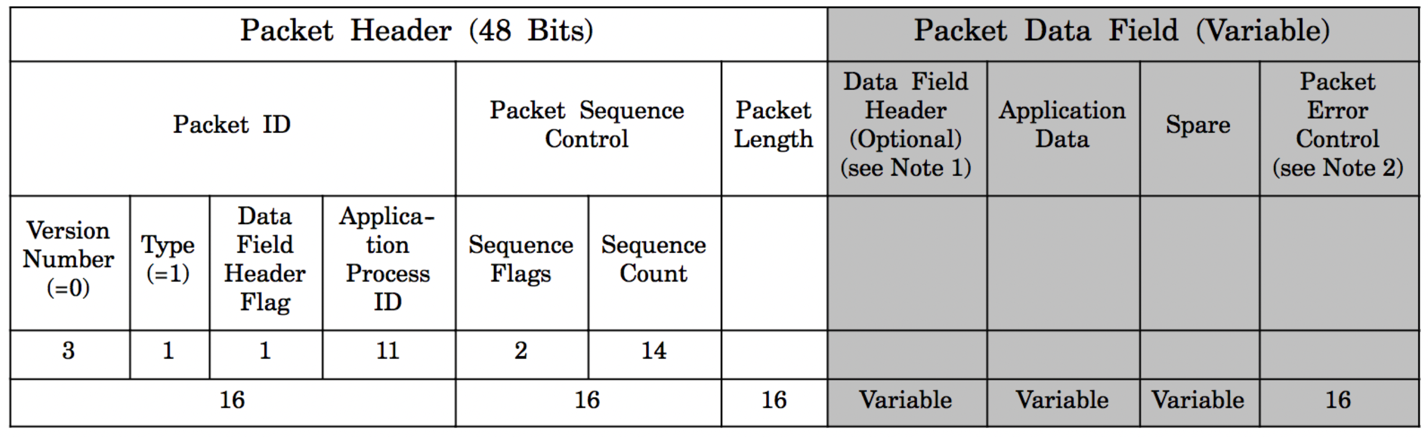 Packet Header (48 Bits)
Packet Data Field (Variable)
Packet ID
Packet Sequence
Control
Packet
Length
Data Field
Header
(Optional)
(see Note 1)
Application
Data
Spare
Packet
Error
Control
(see Note 2)
Version
Number
(=0)
Type
(=1)
Data
Field
Header
Flag
Applica-
tion
Process
ID
Sequence
Flags
Sequence
Count
3
1
1
11
2
14
16
16
16
Variable
Variable
Variable
16